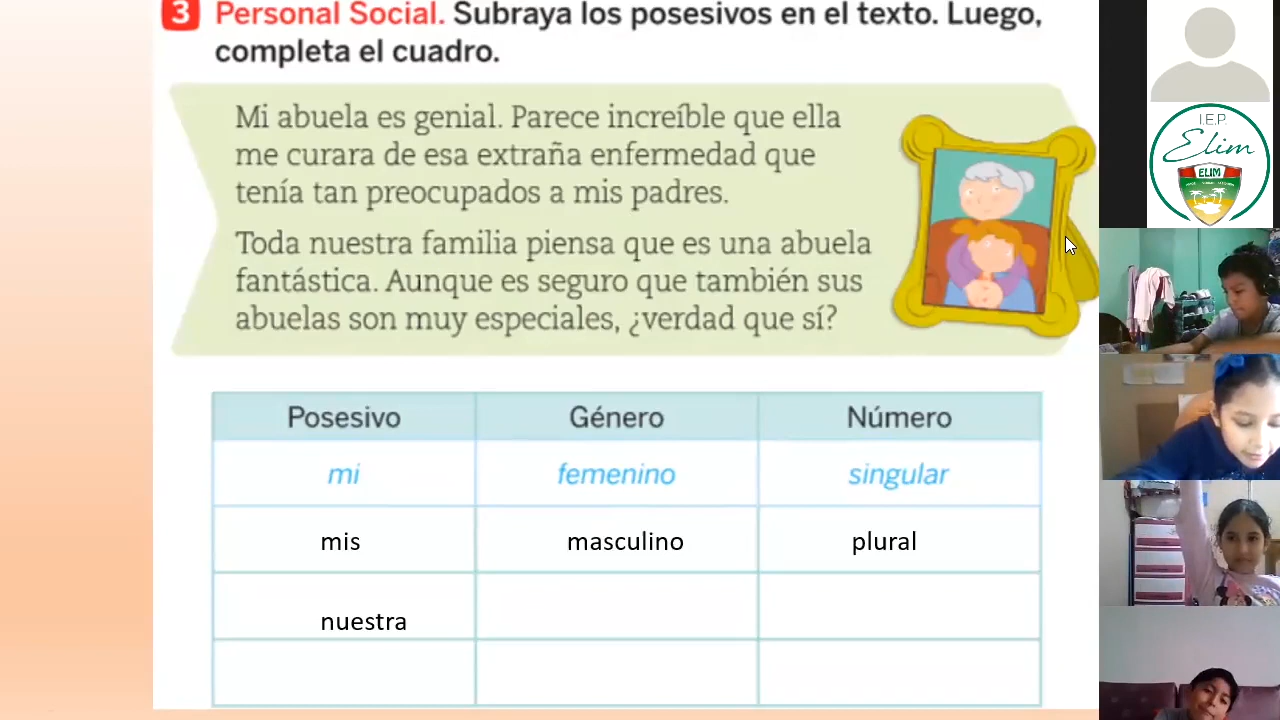 3 Personal Social. Subraya los posesivos en el texto. Luego,
completa el cuadro.
Mi abuela es genial. Parece increíble que ella
me curara de esa extraña enfermedad que
tenía tan preocupados a mis padres.
Toda nuestra familia piensa que es una abuela
fantástica. Aunque es seguro que también sus
abuelas son muy especiales, ¿verdad que sí?
Posesivo Género Número
mi femenino singular
mis masculino plural
nuestra
I.E.P.
Elim
ELIM